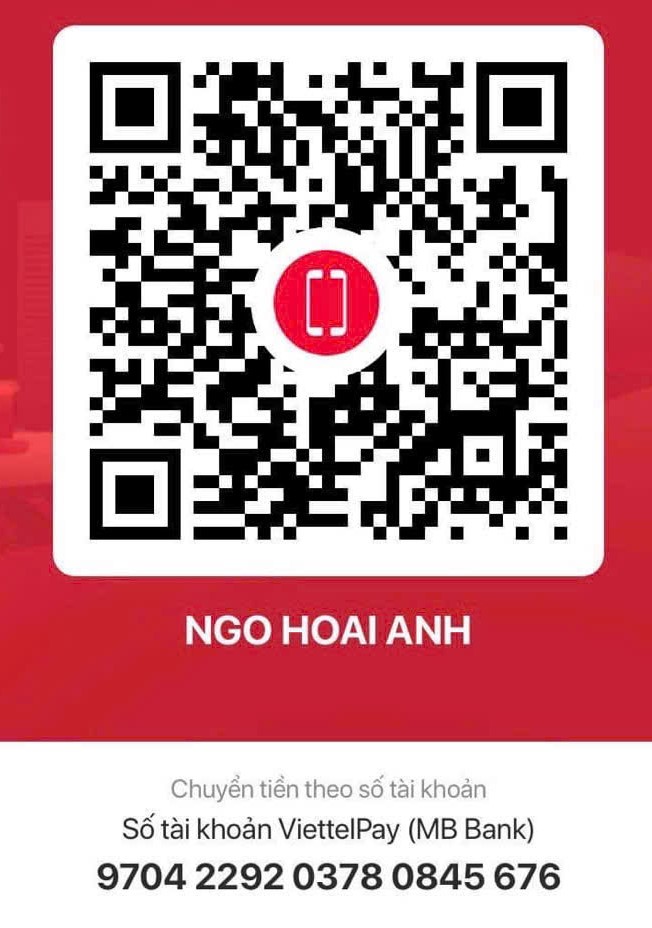 NGO HOAI ANH
Chuyển tiền theo số tài khoản
Số tài khoản ViettelPay (MB Bank)
9704 2292 0378 0845 676